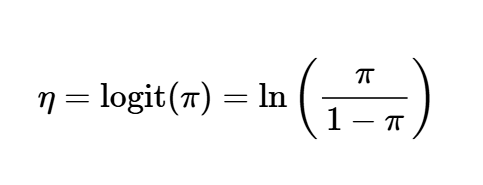 η = logit(π) = ln(π / (1 − π))